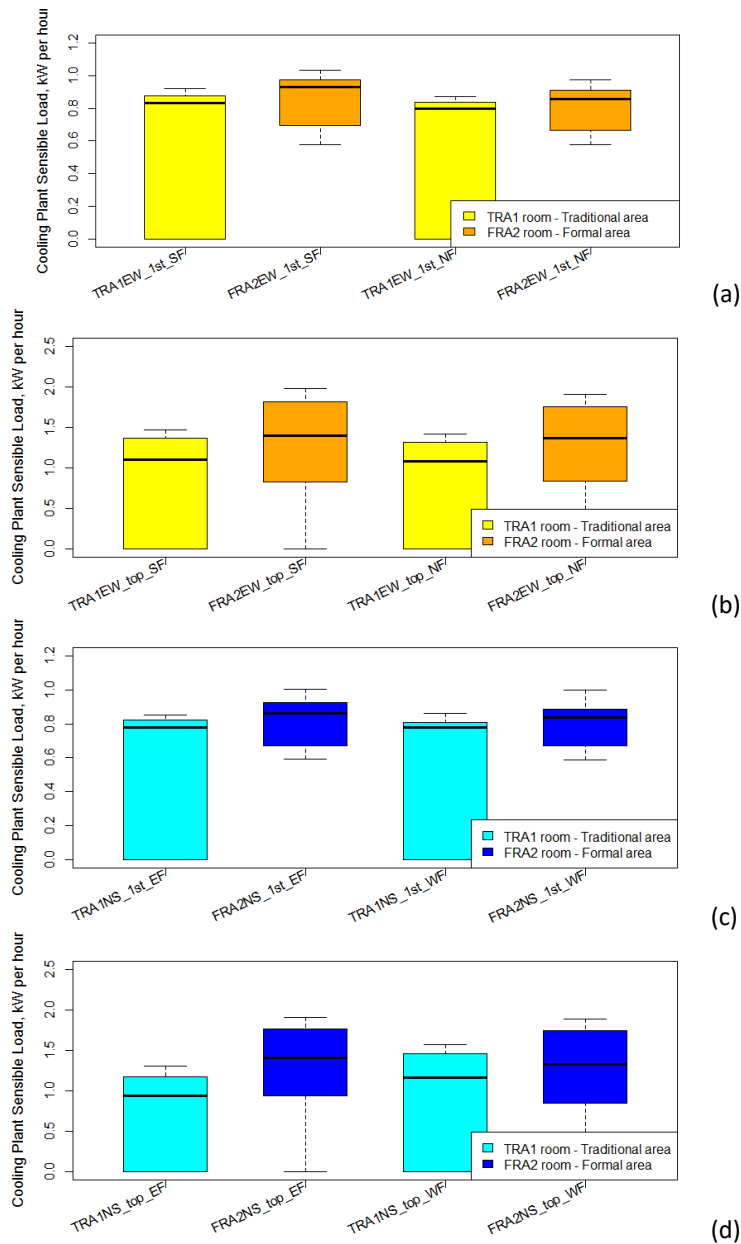 Cooling Plant Sensible Load, kW per hour
1.2
1.0
0.8
0.6
0.4
0.2
0.0
TRA1 room - Traditional area
FRA2 room - Formal area
TRA1EW_1st_SF
FRA2EW_1st_SF
TRA1EW_1st_NF
FRA2EW_1st_NF
(a)
Cooling Plant Sensible Load, kW per hour
2.5
2.0
1.5
1.0
0.5
0.0
TRA1 room - Traditional area
FRA2 room - Formal area
TRA1EW_top_SF
FRA2EW_top_SF
TRA1EW_top_NF
FRA2EW_top_NF
(b)
Cooling Plant Sensible Load, kW per hour
1.2
1.0
0.8
0.6
0.4
0.2
0.0
TRA1 room - Traditional area
FRA2 room - Formal area
TRA1NS_1st_EF
FRA2NS_1st_EF
TRA1NS_1st_WF
FRA2NS_1st_WF
(c)
Cooling Plant Sensible Load, kW per hour
2.5
2.0
1.5
1.0
0.5
0.0
TRA1 room - Traditional area
FRA2 room - Formal area
TRA1NS_top_EF
FRA2NS_top_EF
TRA1NS_top_WF
FRA2NS_top_WF
(d)